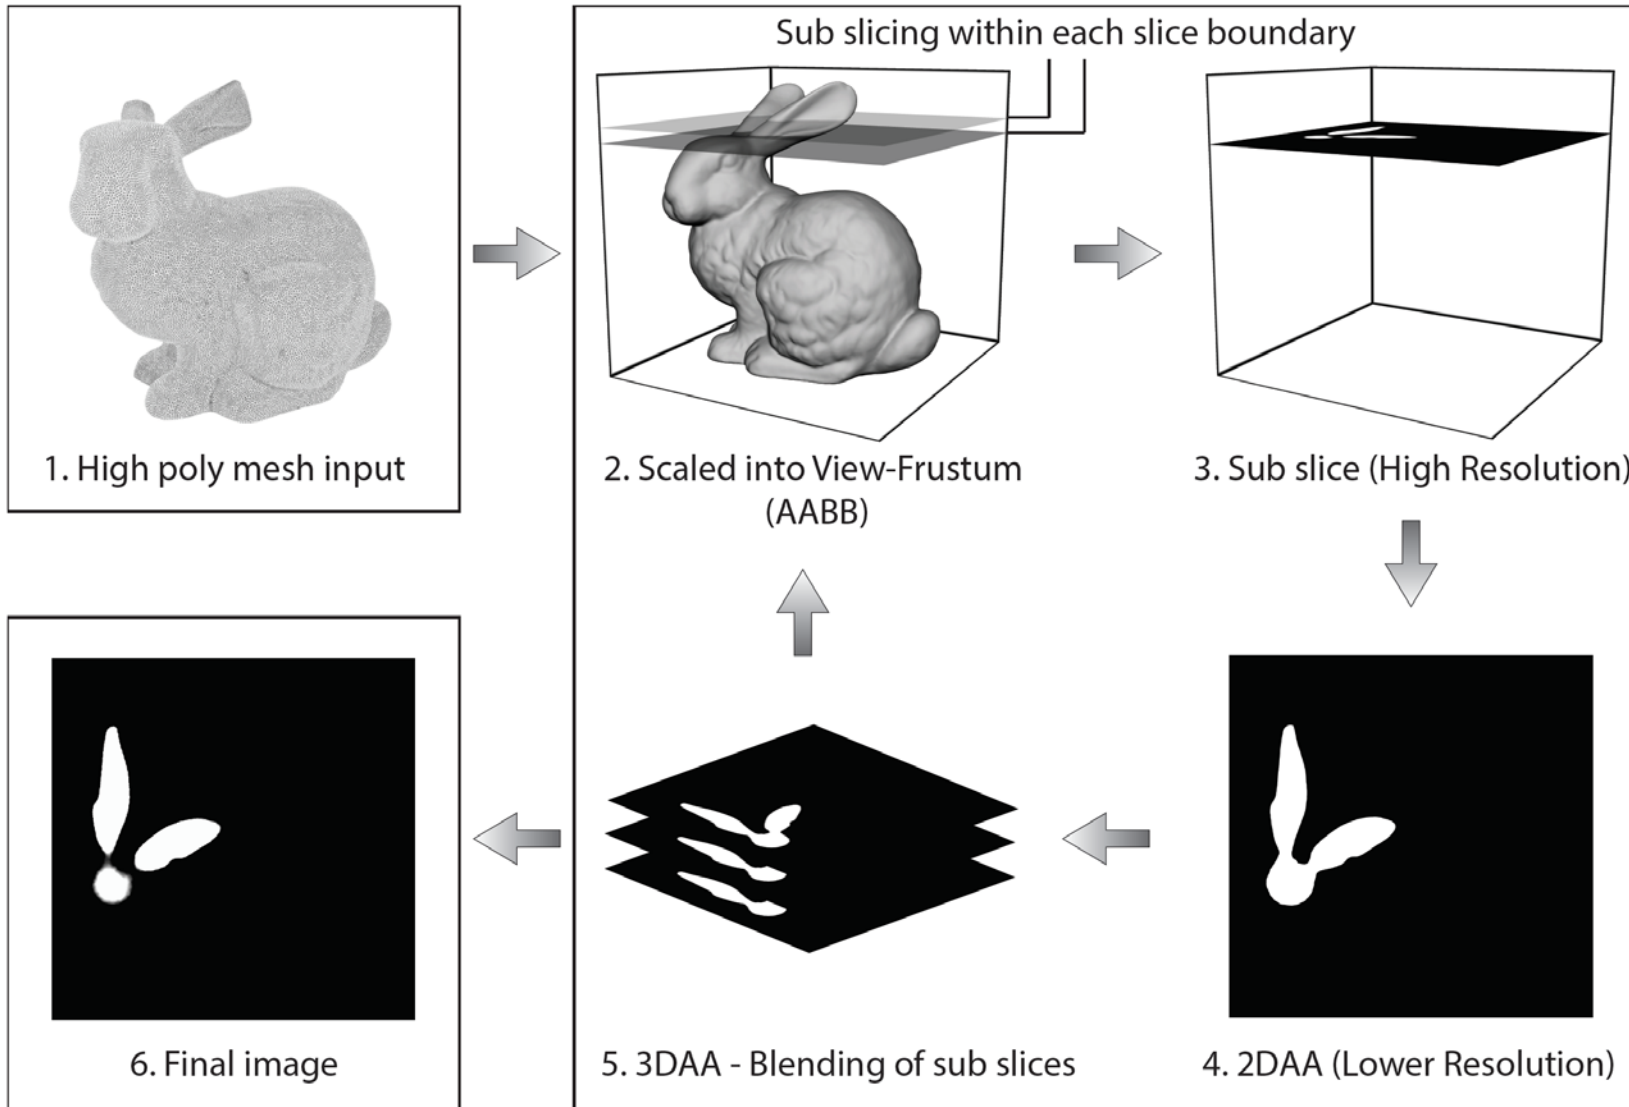 Sub slicing within each slice boundary
1. High poly mesh input
2. Scaled into View-Frustum
(AABB)
3. Sub slice (High Resolution)
4. 2DAA (Lower Resolution)
5. 3DAA - Blending of sub slices
6. Final image